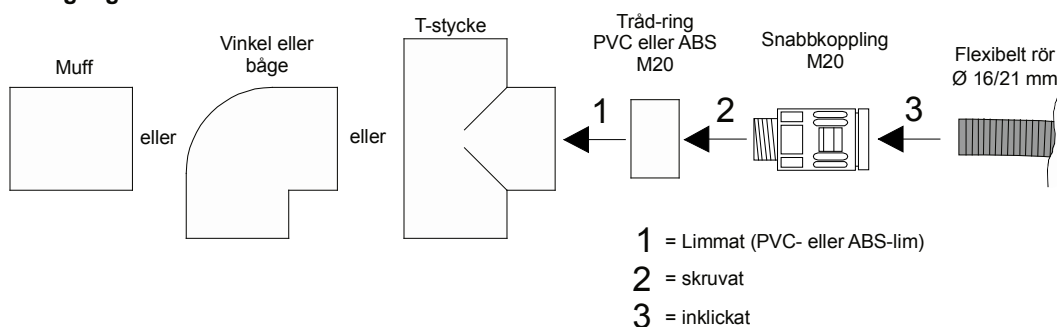 Muff
eller
Vinkel eller
båge
eller
T-stycke
1
Tråd-ring
PVC eller ABS
M20
2
Snabbkoppling
M20
3
Flexibelt rör
Ø 16/21 mm
1 = Limmat (PVC- eller ABS-lim)
2 = skruvat
3 = inklickat